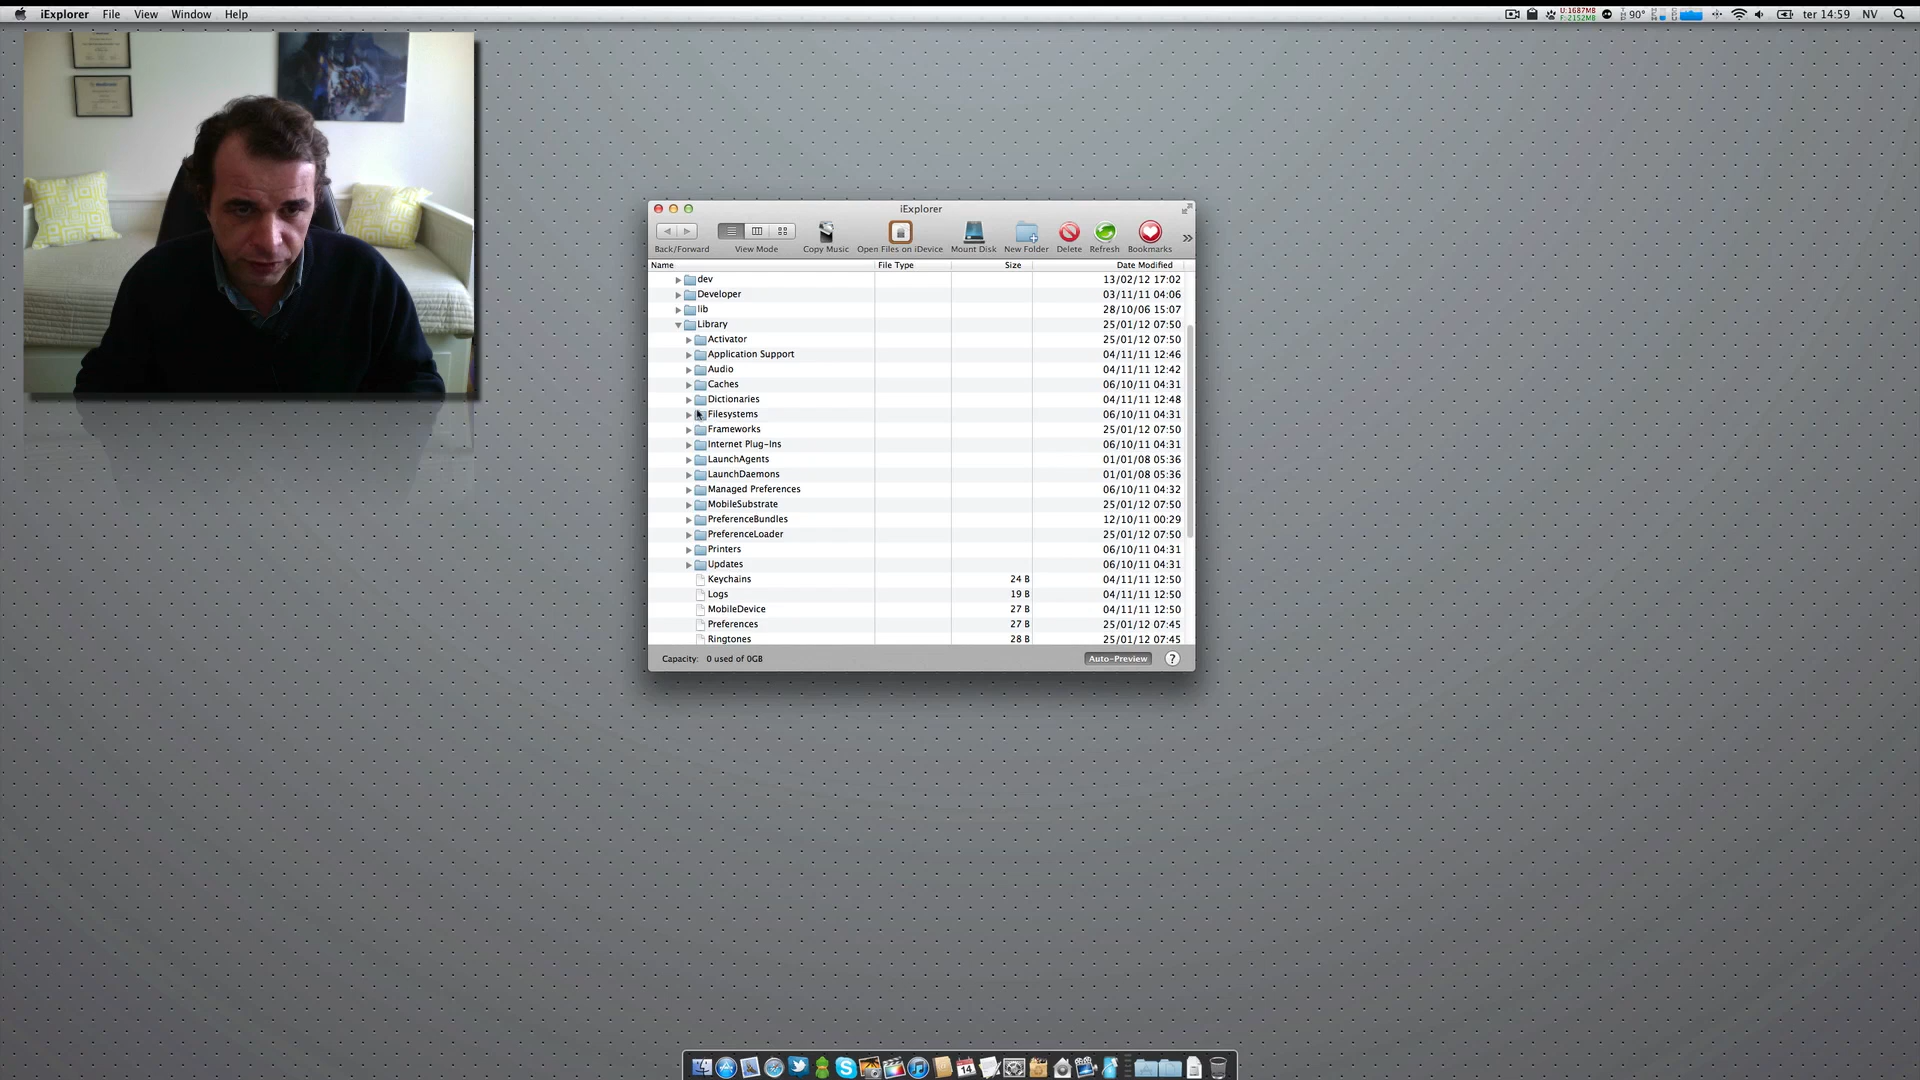 iExplorer File View Window Help
U:1687MB
F:2152MB
90°
ter 14:59 NV
iExplorer
Back/Forward View Mode Copy Music Open Files on iDevice Mount Disk New Folder Delete Refresh Bookmarks »
Name File Type Size Date Modified
dev 13/02/12 17:02
Developer 03/11/11 04:06
lib 28/10/06 15:07
Library 25/01/12 07:50
Activator 25/01/12 07:50
Application Support 04/11/11 12:46
Audio 04/11/11 12:42
Caches 06/10/11 04:31
Dictionaries 04/11/11 12:48
Filesystems 06/10/11 04:31
Frameworks 25/01/12 07:50
Internet Plug-Ins 06/10/11 04:31
LaunchAgents 01/01/08 05:36
LaunchDaemons 01/01/08 05:36
Managed Preferences 06/10/11 04:32
MobileSubstrate 25/01/12 07:50
PreferenceBundles 12/10/11 00:29
PreferenceLoader 25/01/12 07:50
Printers 06/10/11 04:31
Updates 06/10/11 04:31
Keychains 24 B 04/11/11 12:50
Logs 19 B 04/11/11 12:50
MobileDevice 27 B 04/11/11 12:50
Preferences 27 B 25/01/12 07:45
Ringtones 28 B 25/01/12 07:45
Capacity: 0 used of 0GB Auto-Preview ?
14